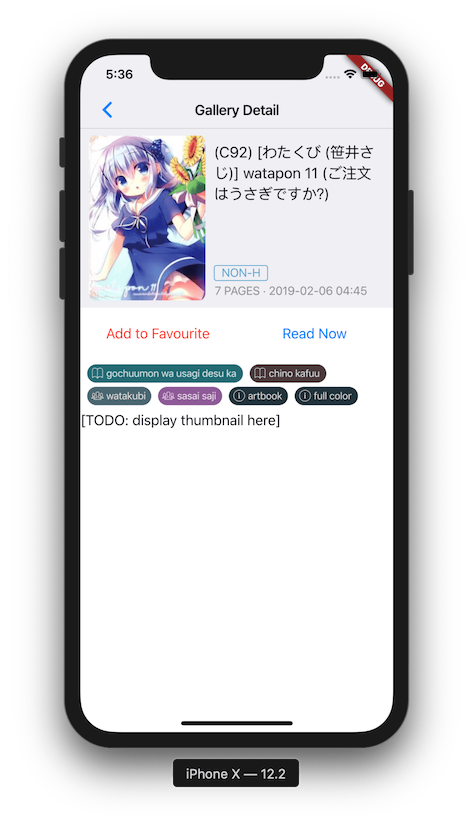 5:36
DEBUG
Gallery Detail
(C92) [わたくび (笹井さ
じ)] watapon 11 (ご注文
はうさぎですか?)
NON-H
7 PAGES · 2019-02-06 04:45
Add to Favourite
Read Now
gochuumon wa usagi desu ka
chino kafuu
watakubi
sasai saji
artbook
full color
[TODO: display thumbnail here]
iPhone X — 12.2